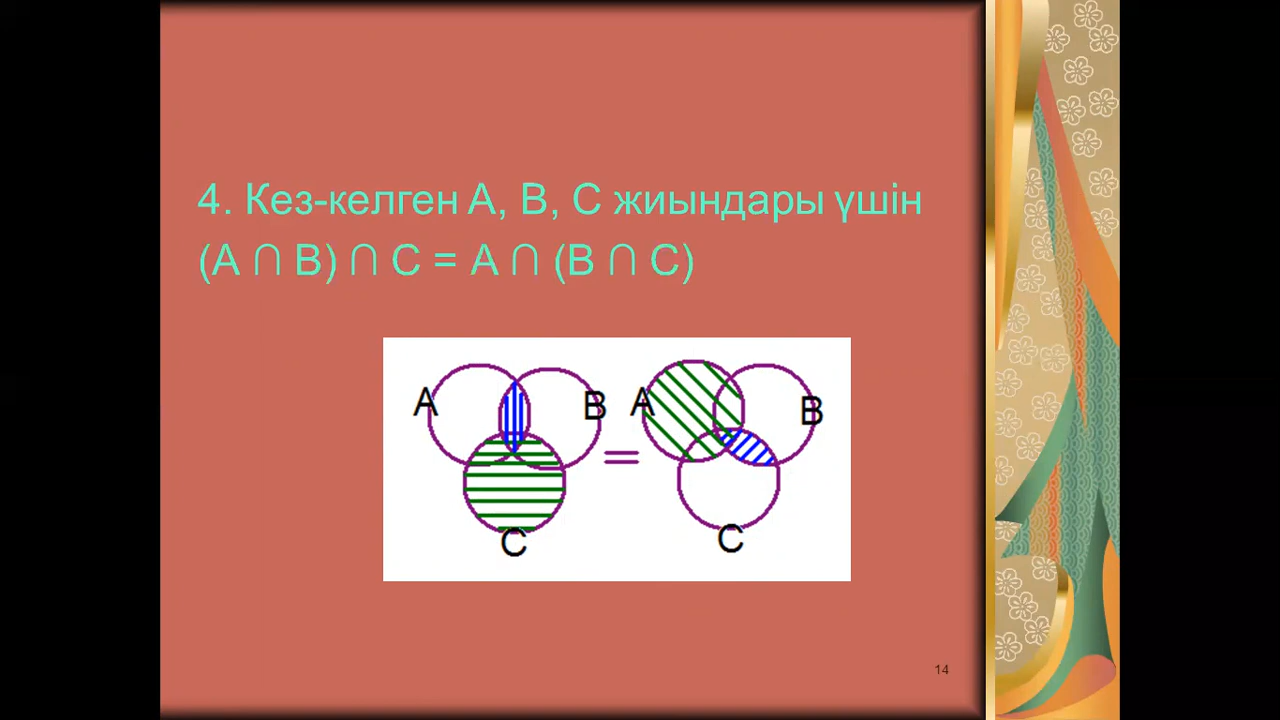 4. Кез-келген А, В, С жиындары үшін
(А ∩ В) ∩ С = А ∩ (В ∩ С)
А В = А В
С С
14